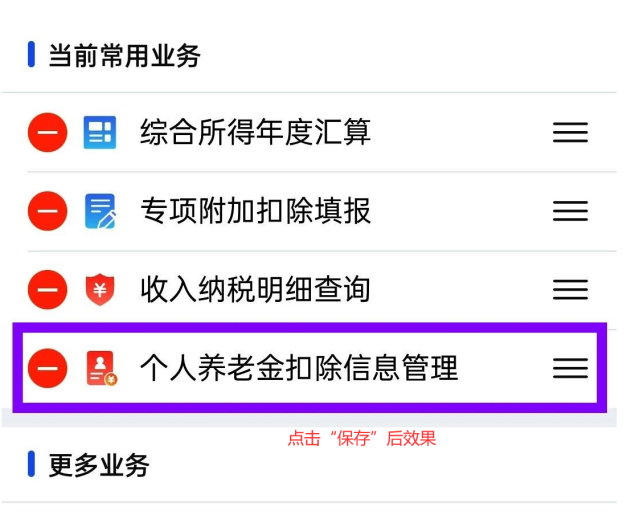 当前常用业务
综合所得年度汇算
专项附加扣除填报
收入纳税明细查询
个人养老金扣除信息管理
点击“保存”后效果
更多业务